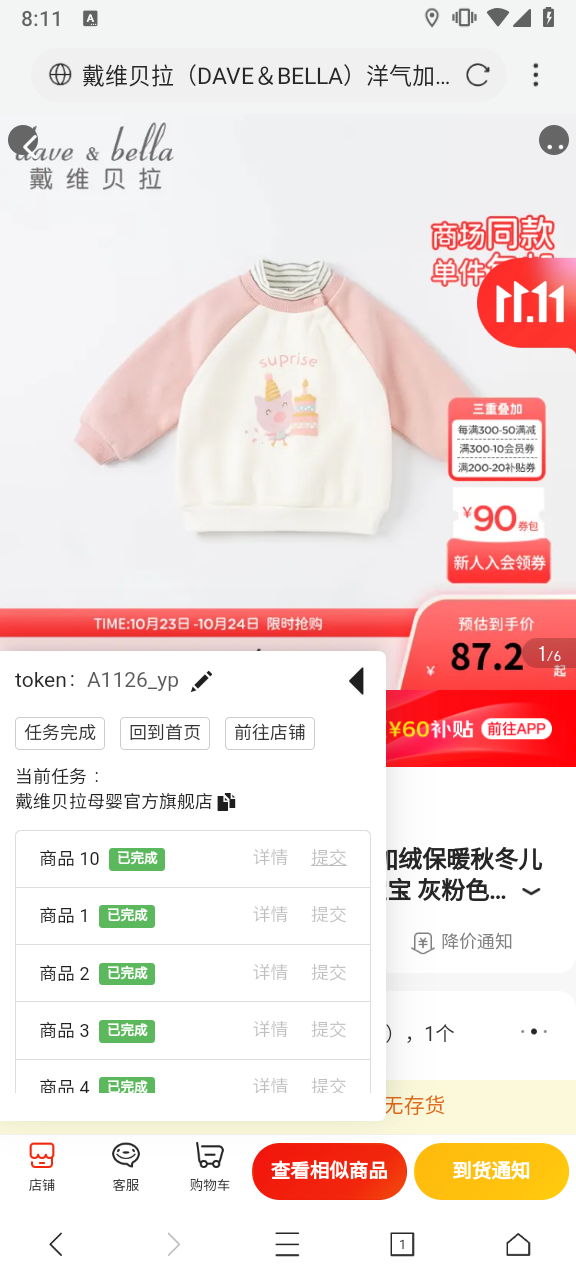 8:11
A
戴维贝拉（DAVE＆BELLA）洋气加...
dave & bella
戴维贝拉
商场同款
单件
11.11
suprise
三重叠加
每满300-50满减
满300-10会员券
满200-20补贴券
¥90券包
新人入会领券
TIME:10月23日-10月24日 限时抢购
预估到手价
¥ 87.2 起
1/6
¥60补贴 前往APP
token： A1126_yp
任务完成 回到首页 前往店铺
当前任务：
戴维贝拉母婴官方旗舰店
商品 10 已完成 详情 提交
商品 1 已完成 详情 提交
商品 2 已完成 详情 提交
商品 3 已完成 详情 提交
商品 4 已完成 详情 提交
加绒保暖秋冬儿
宝 灰粉色...
降价通知
），1个
无存货
店铺 客服 购物车 查看相似商品 到货通知
1